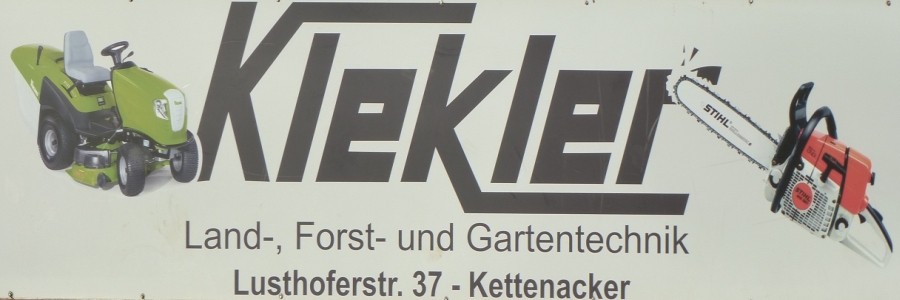 Klekler
STIHL
Land-, Forst- und Gartentechnik
Lusthoferstr. 37 - Kettenacker